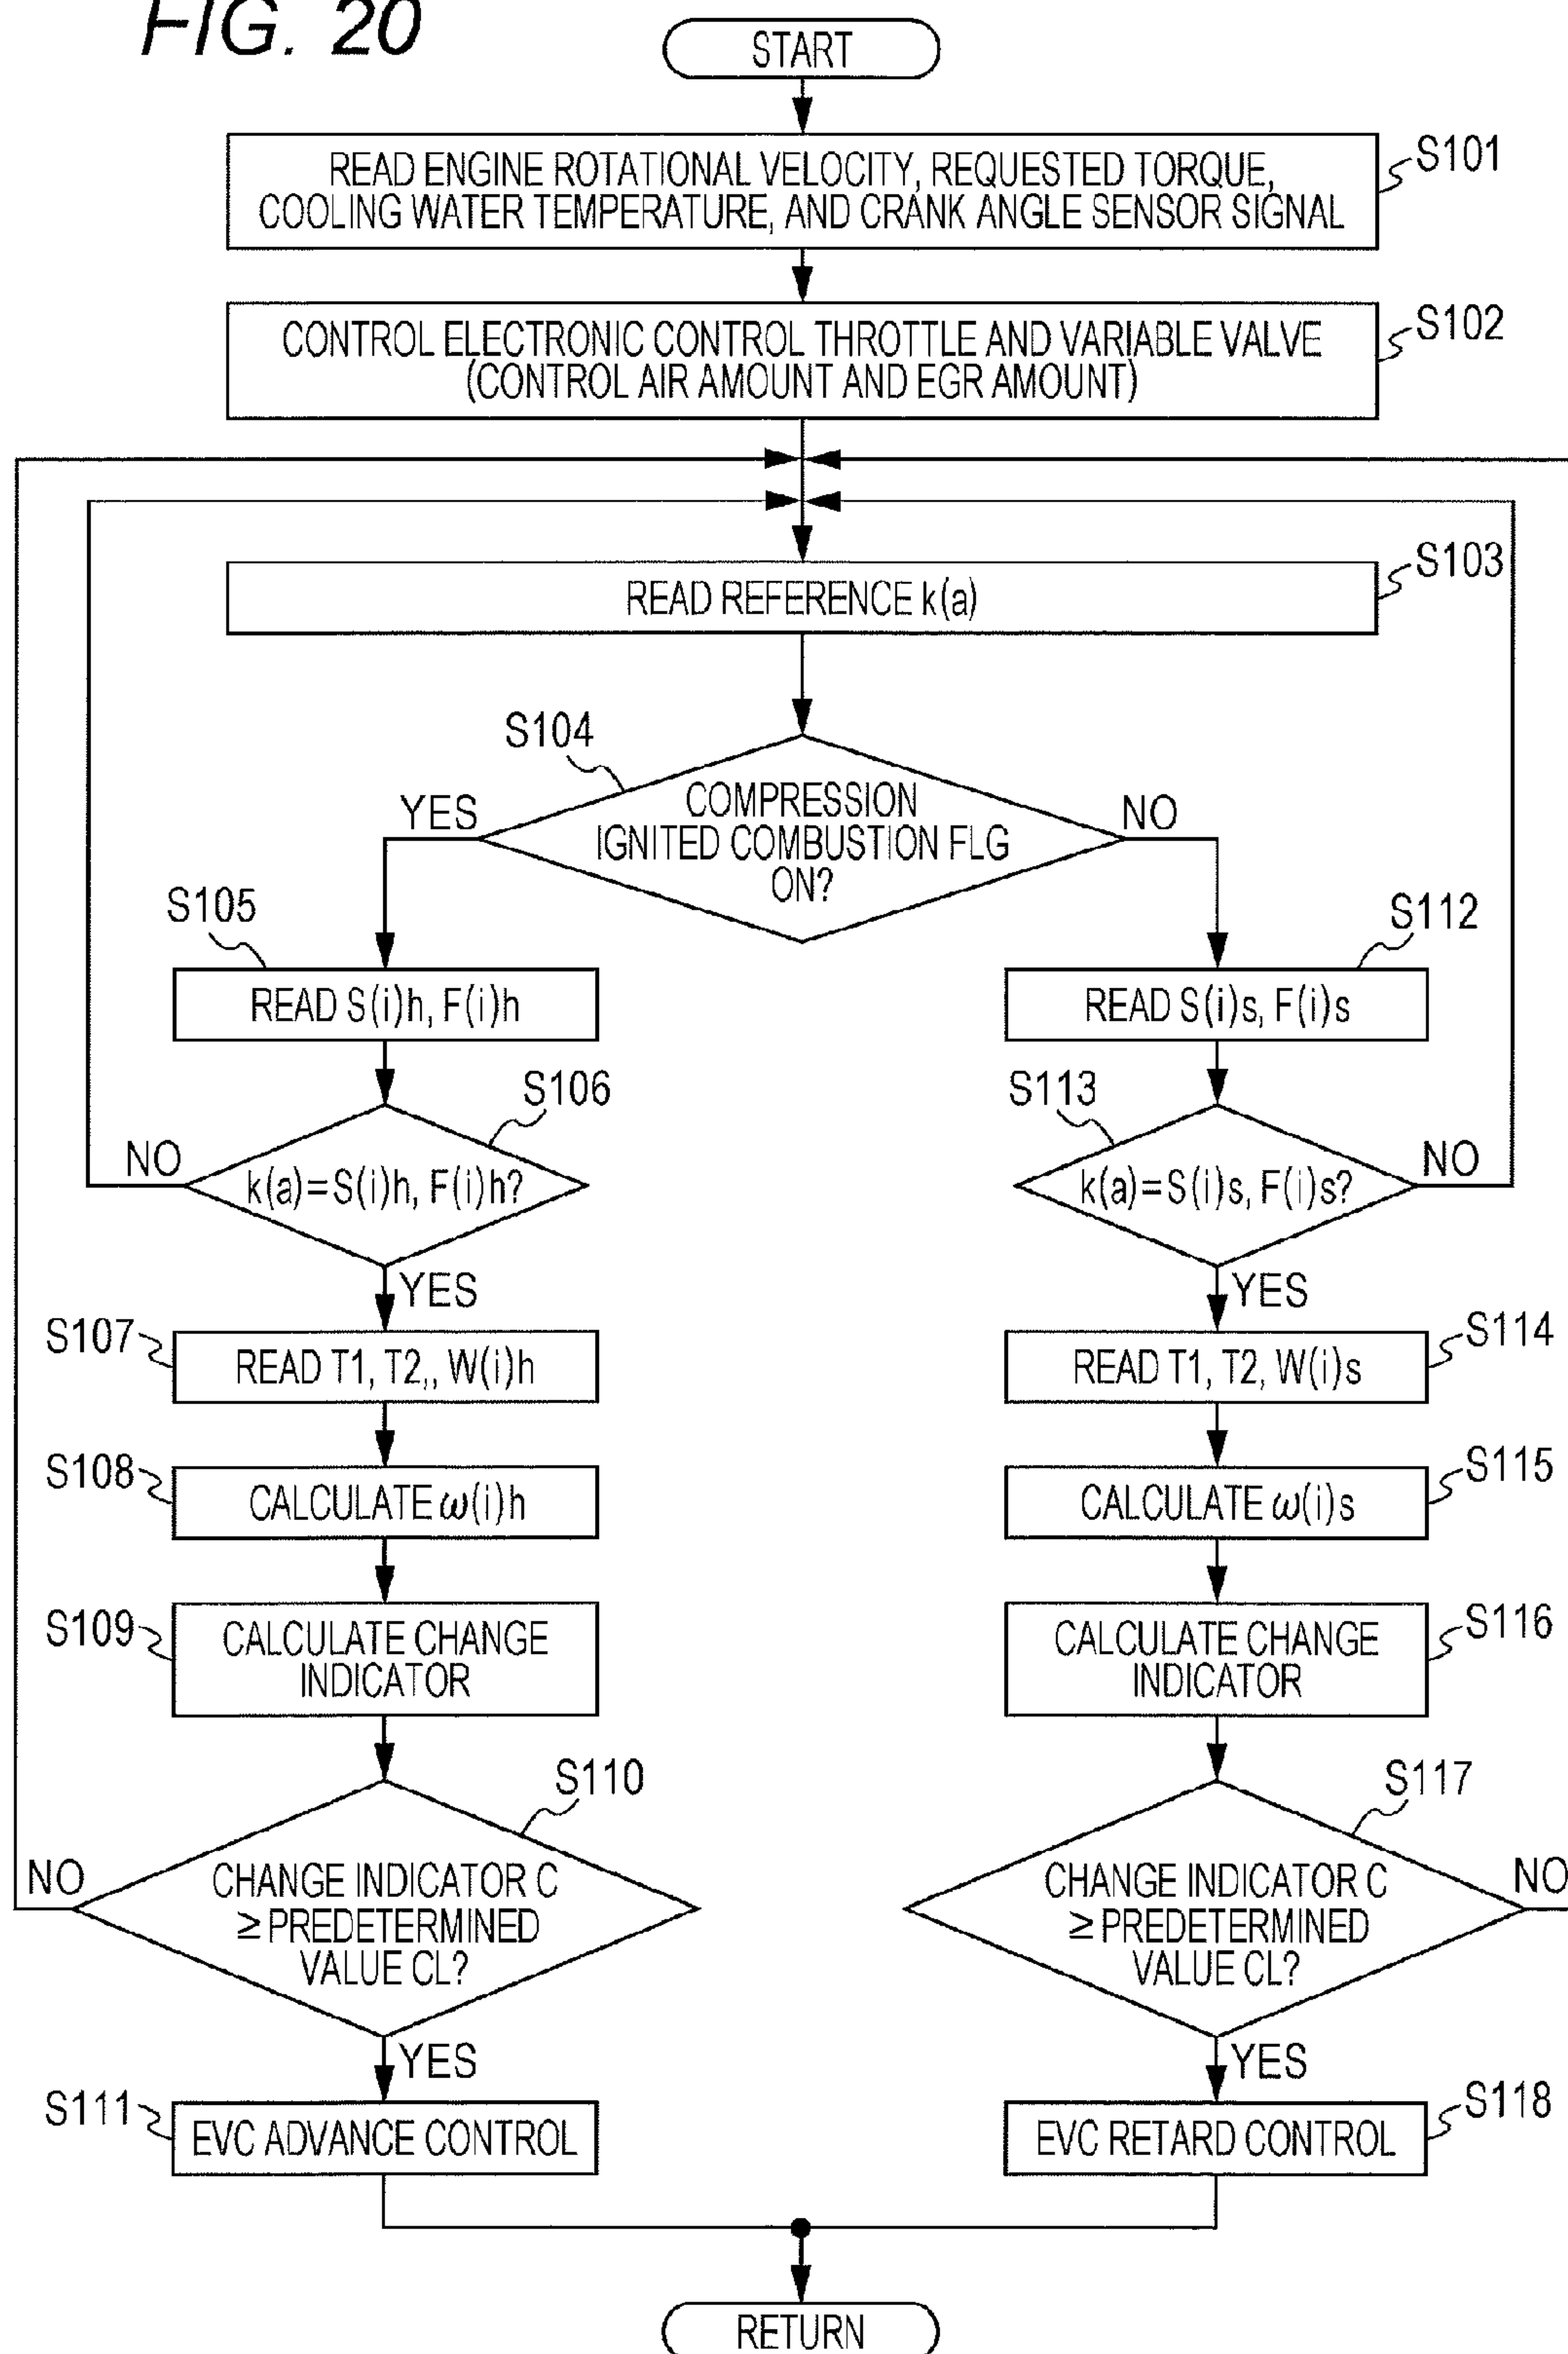 FIG. 20
START
READ ENGINE ROTATIONAL VELOCITY, REQUESTED TORQUE,
COOLING WATER TEMPERATURE, AND CRANK ANGLE SENSOR SIGNAL
S101
CONTROL ELECTRONIC CONTROL THROTTLE AND VARIABLE VALVE
(CONTROL AIR AMOUNT AND EGR AMOUNT)
S102
READ REFERENCE k(a)
S103
S104
COMPRESSION
IGNITED COMBUSTION FLG
ON?
YES
NO
S105
READ S(i)h, F(i)h
S112
READ S(i)s, F(i)s
S106
k(a)=S(i)h, F(i)h?
NO
YES
S113
k(a)=S(i)s, F(i)s?
NO
YES
S107
READ T1, T2,, W(i)h
READ T1, T2, W(i)s
S114
S108
CALCULATE ω(i)h
CALCULATE ω(i)s
S115
S109
CALCULATE CHANGE
INDICATOR
CALCULATE CHANGE
INDICATOR
S116
S110
NO
CHANGE INDICATOR C
≥ PREDETERMINED
VALUE CL?
YES
S117
CHANGE INDICATOR C
≥ PREDETERMINED
VALUE CL?
NO
YES
S111
EVC ADVANCE CONTROL
EVC RETARD CONTROL
S118
RETURN